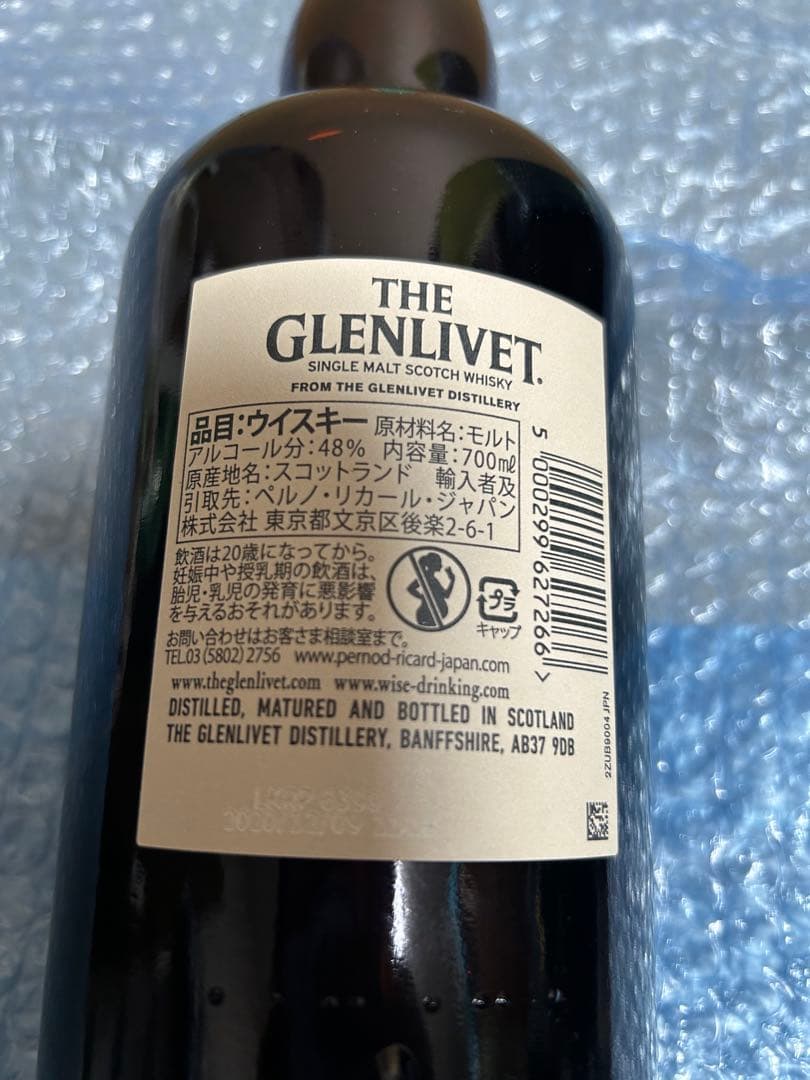 THE
GLENLIVET.
SINGLE MALT SCOTCH WHISKY
FROM THE GLENLIVET DISTILLERY
品目:ウイスキー 原材料名:モルト
アルコール分:48% 内容量:700mℓ
原産地名:スコットランド 輸入者及
引取先:ペルノ・リカール・ジャパン
株式会社 東京都文京区後楽2-6-1
飲酒は20歳になってから。
妊娠中や授乳期の飲酒は、
胎児・乳児の発育に悪影響
を与えるおそれがあります。
プラ
キャップ
お問い合わせはお客さま相談室まで。
TEL.03(5802)2756 www.pernod-ricard-japan.com
www.theglenlivet.com www.wise-drinking.com
DISTILLED, MATURED AND BOTTLED IN SCOTLAND
THE GLENLIVET DISTILLERY, BANFFSHIRE, AB37 9DB
5 000299 627266 >
2ZUB9004 JPN